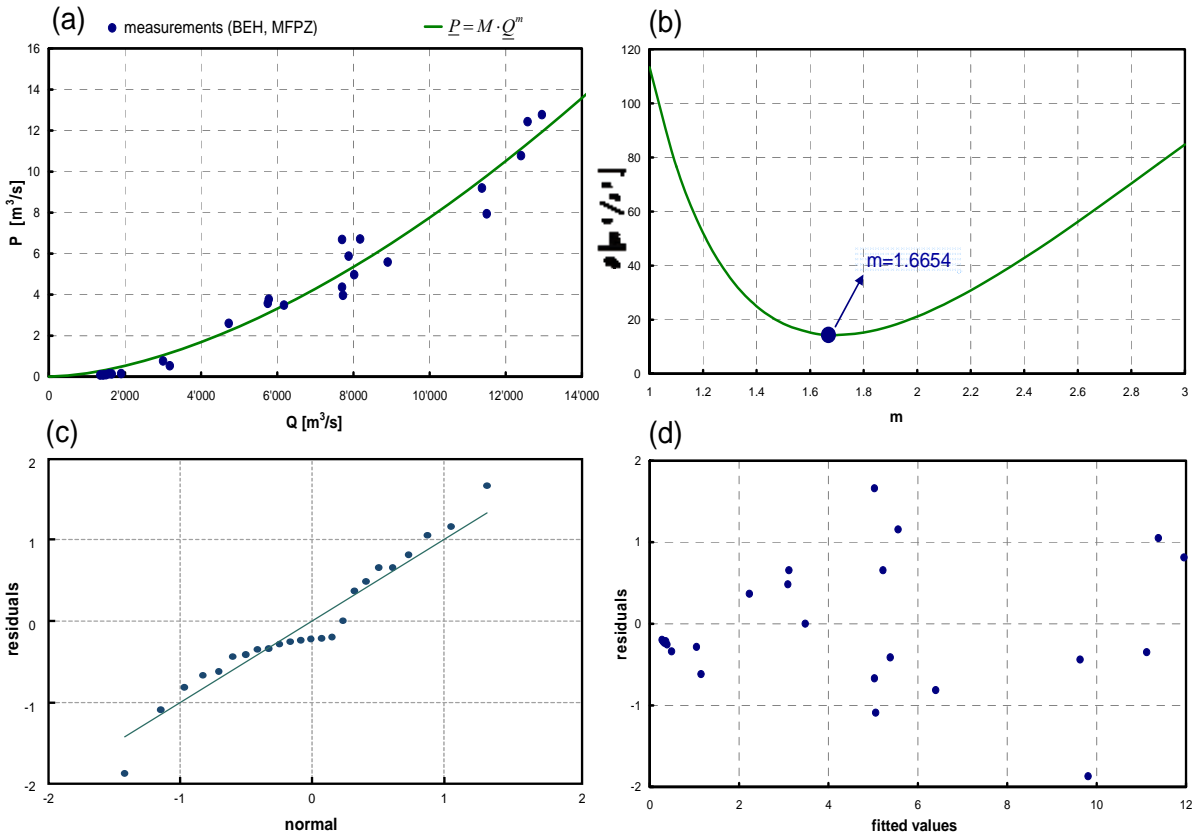 (a)
measurements (BEH, MFPZ)
P = M · Q^m
P [m³/s]
16
14
12
10
8
6
4
2
0
0 2'000 4'000 6'000 8'000 10'000 12'000 14'000
Q [m³/s]
(b)
120
100
80
60
40
20
0
m=1.6654
1 1.2 1.4 1.6 1.8 2 2.2 2.4 2.6 2.8 3
m
(c)
residuals
2
1
0
-1
-2
-2 -1 0 1 2
normal
(d)
residuals
2
1
0
-1
-2
0 2 4 6 8 10 12
fitted values